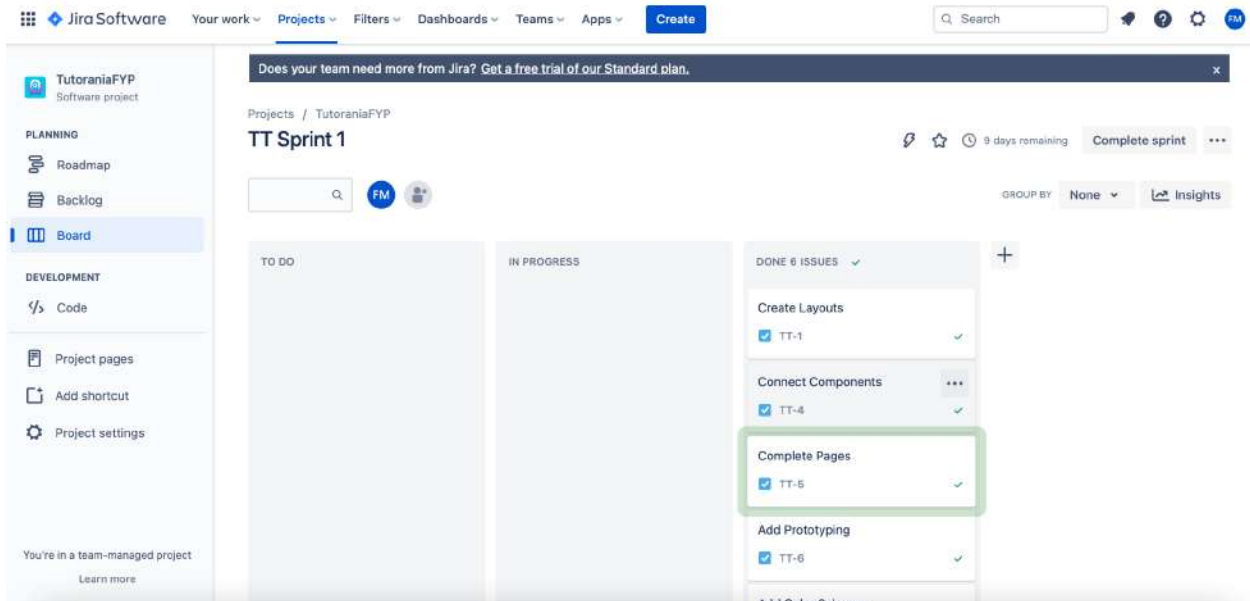 Jira Software Your work Projects Filters Dashboards Teams Apps Create Search FM
TutoraniaFYP
Software project
PLANNING
Roadmap
Backlog
Board
DEVELOPMENT
Code
Project pages
Add shortcut
Project settings
You're in a team-managed project
Learn more
Does your team need more from Jira? Get a free trial of our Standard plan. x
Projects / TutoraniaFYP
TT Sprint 1
9 days remaining Complete sprint
FM
GROUP BY None Insights
TO DO
IN PROGRESS
DONE 6 ISSUES
Create Layouts
TT-1
Connect Components
TT-4
Complete Pages
TT-5
Add Prototyping
TT-6